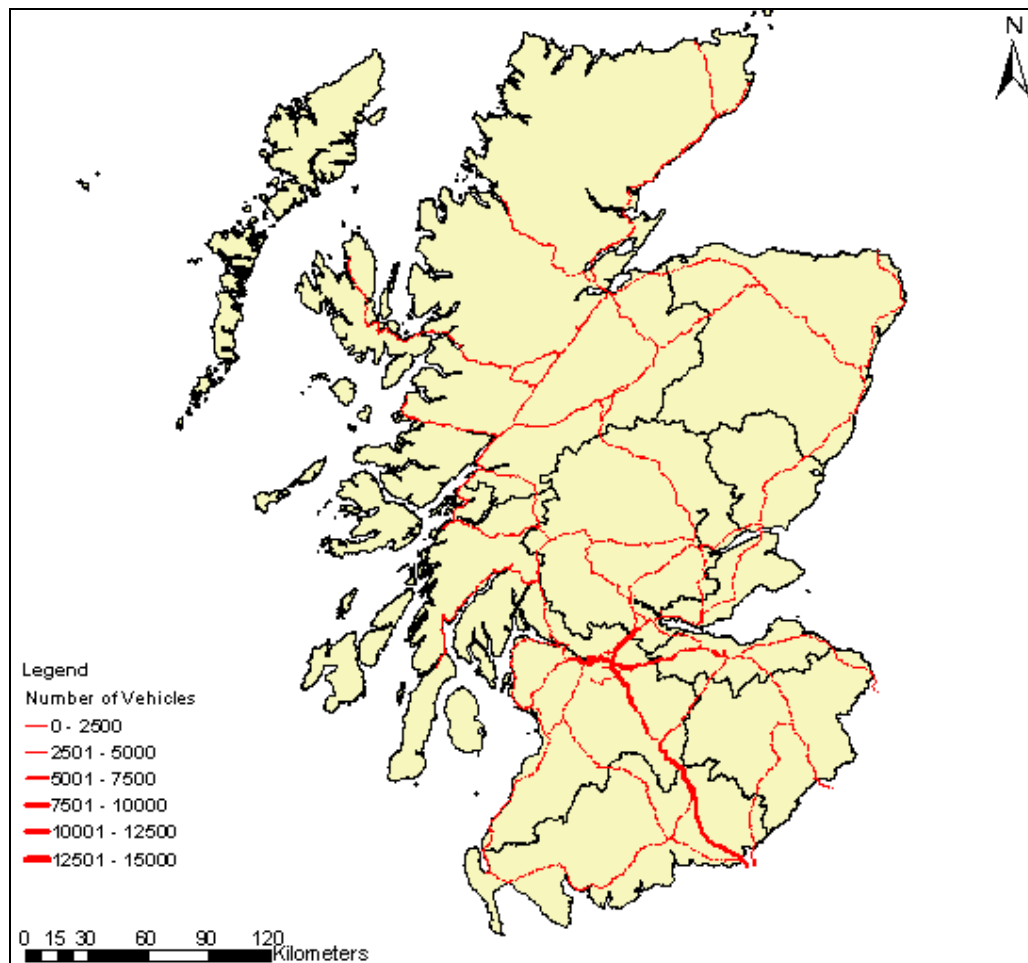 N
Legend
Number of Vehicles
0 - 2500
2501 - 5000
5001 - 7500
7501 - 10000
10001 - 12500
12501 - 15000
0 15 30 60 90 120
Kilometers